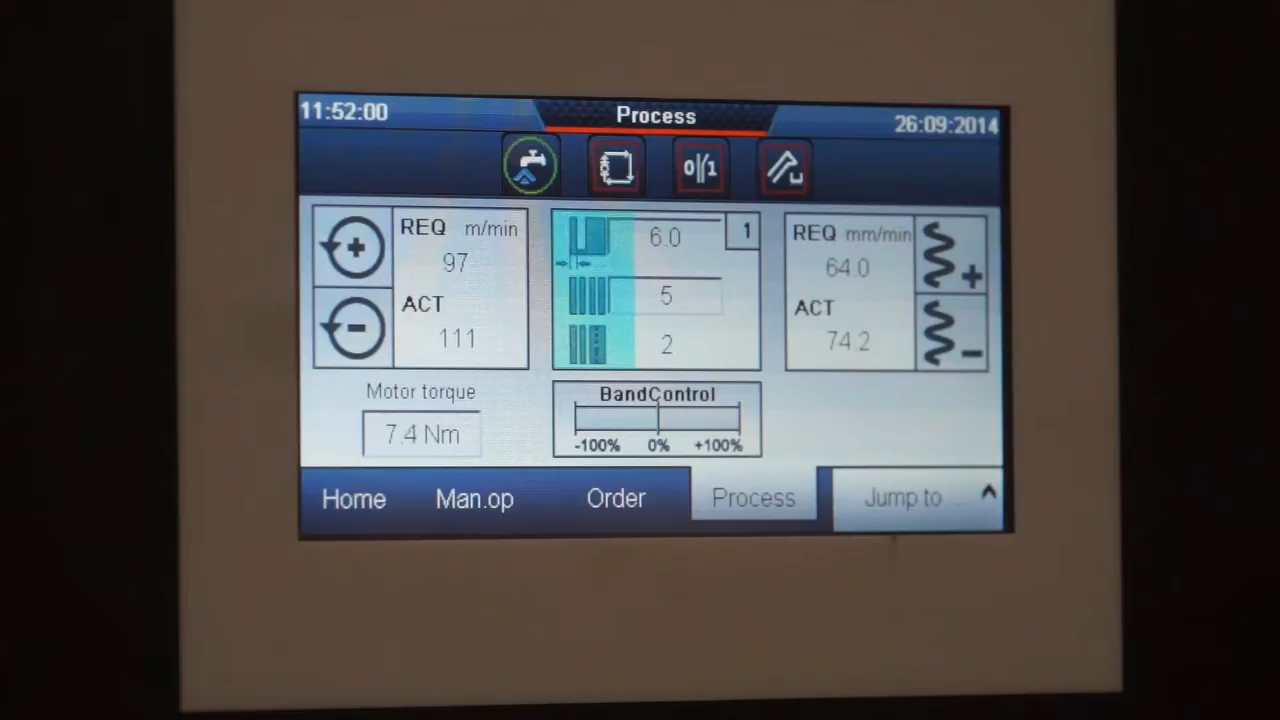 11:52:00
Process
26:09:2014
0 1
REQ m/min
97
ACT
111
6.0
1
5
2
REQ mm/min
64.0
ACT
74.2
Motor torque
7.4 Nm
BandControl
-100% 0% +100%
Home Man.op Order Process Jump to